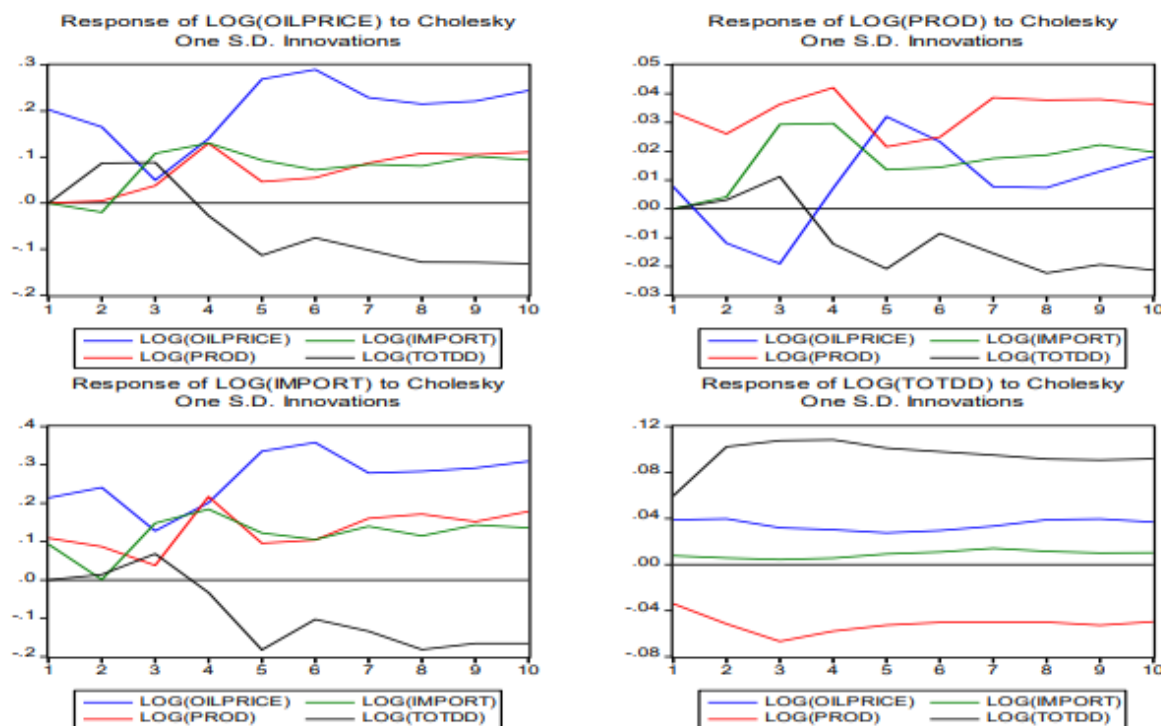 Response of LOG(OILPRICE) to Cholesky
One S.D. Innovations
.3
.2
.1
.0
-.1
-.2
1 2 3 4 5 6 7 8 9 10
LOG(OILPRICE) LOG(IMPORT)
LOG(PROD) LOG(TOTDD)
Response of LOG(PROD) to Cholesky
One S.D. Innovations
.05
.04
.03
.02
.01
.00
-.01
-.02
-.03
1 2 3 4 5 6 7 8 9 10
LOG(OILPRICE) LOG(IMPORT)
LOG(PROD) LOG(TOTDD)
Response of LOG(IMPORT) to Cholesky
One S.D. Innovations
.4
.3
.2
.1
.0
-.1
-.2
1 2 3 4 5 6 7 8 9 10
LOG(OILPRICE) LOG(IMPORT)
LOG(PROD) LOG(TOTDD)
Response of LOG(TOTDD) to Cholesky
One S.D. Innovations
.12
.08
.04
.00
-.04
-.08
1 2 3 4 5 6 7 8 9 10
LOG(OILPRICE) LOG(IMPORT)
LOG(PROD) LOG(TOTDD)